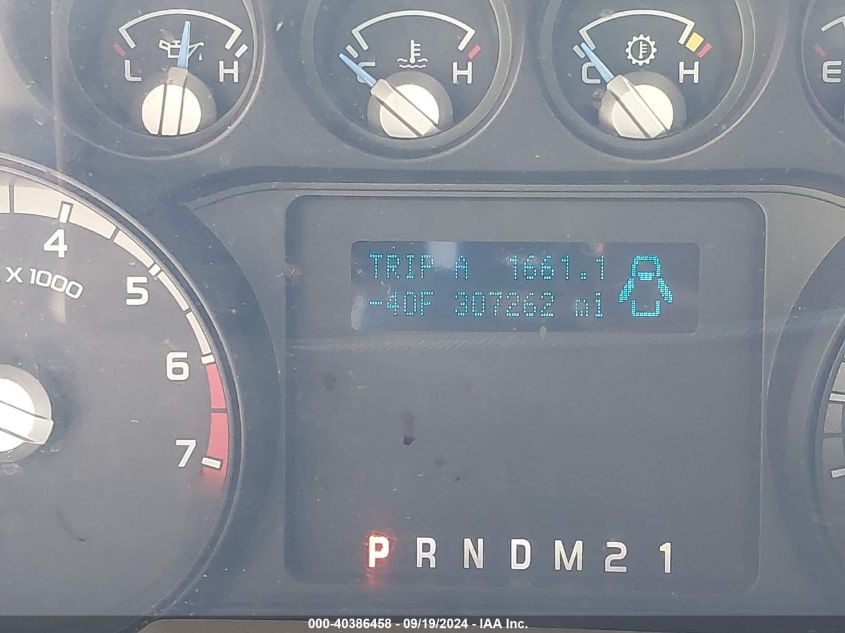 L H
C H
C H
E
4
X 1000
5
6
7
TRIP A 1661.1
-40F 307262 mi
P R N D M 2 1
000-40386458 - 09/19/2024 - IAA Inc.